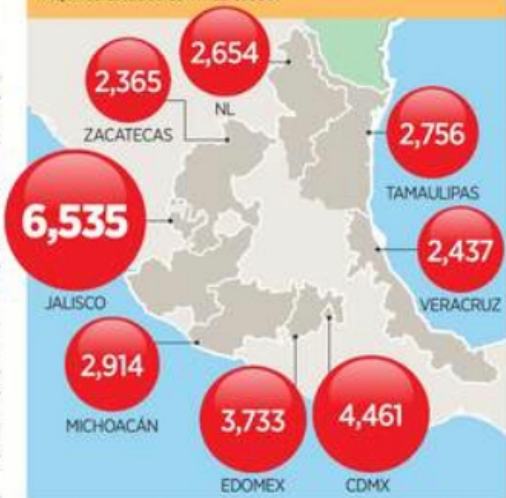 2,654
NL
2,365
ZACATECAS
2,756
TAMAULIPAS
6,535
JALISCO
2,437
VERACRUZ
2,914
MICHOACÁN
3,733
EDOMEX
4,461
CDMX